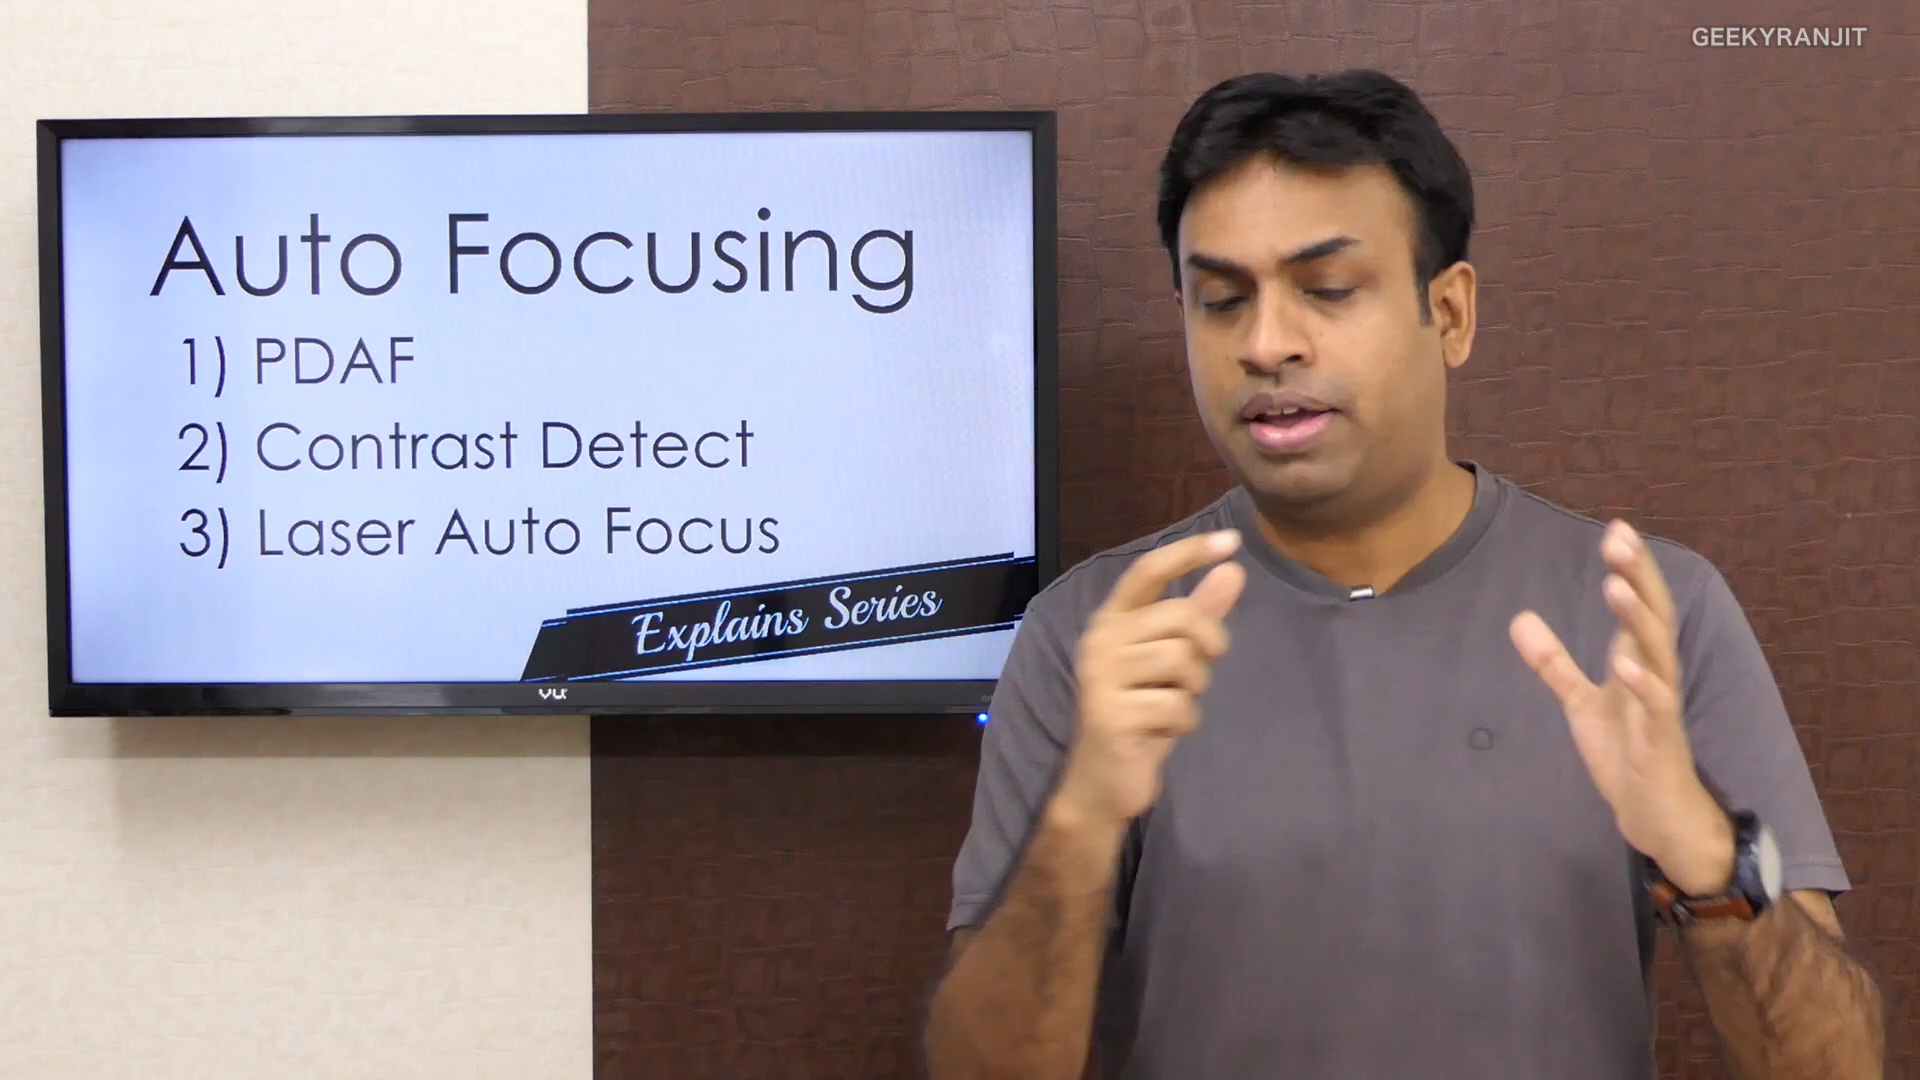 GEEKYRANJIT
Auto Focusing
1) PDAF
2) Contrast Detect
3) Laser Auto Focus
Explains Series
vu